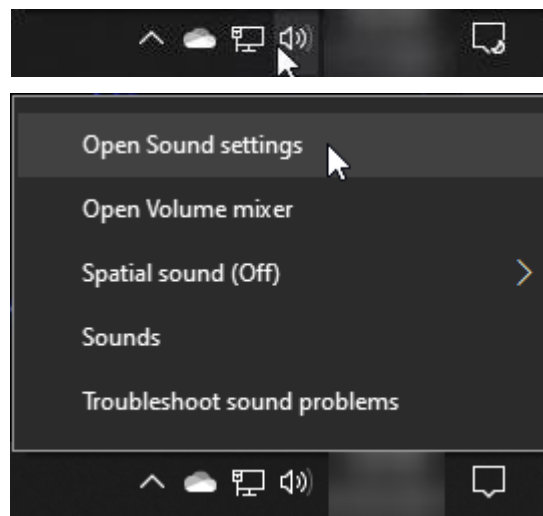 Open Sound settings
Open Volume mixer
Spatial sound (Off)
Sounds
Troubleshoot sound problems